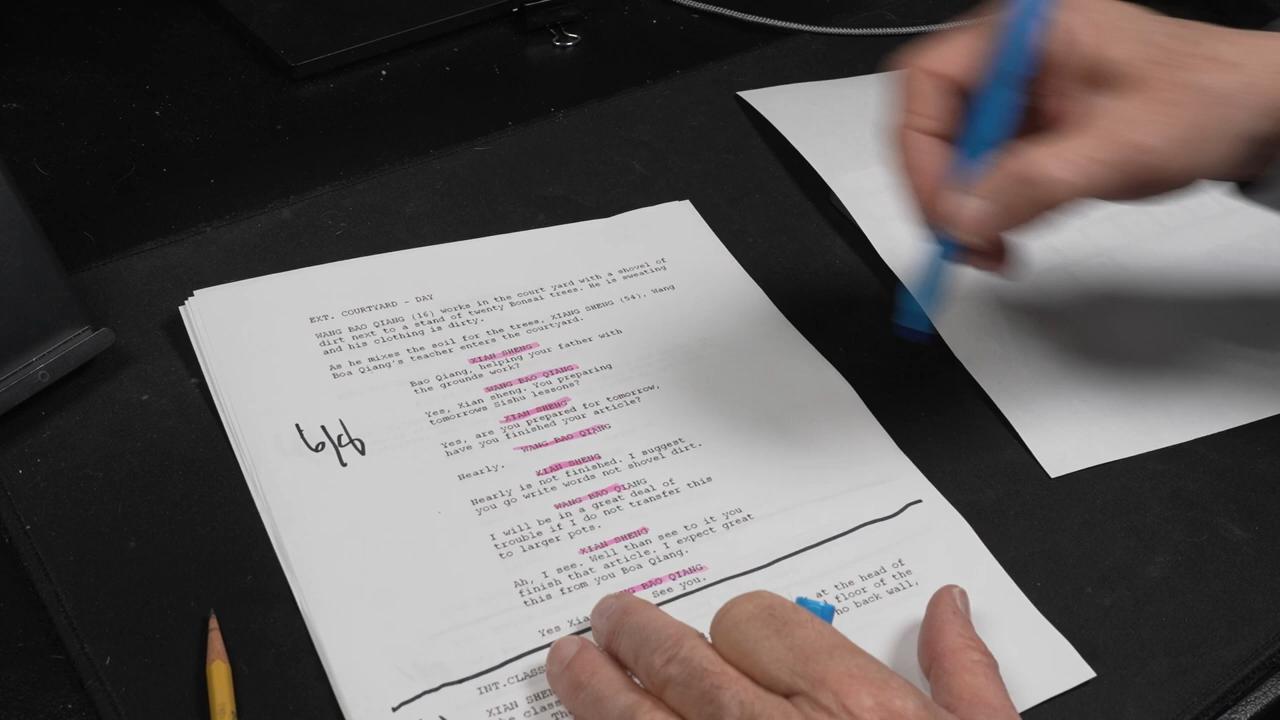 EXT. COURTYARD - DAY
WANG BAO QIANG (16) works in the court yard with a shovel of
dirt next to a stand of twenty Bonsai trees. He is sweating
and his clothing is dirty.
As he mixes the soil for the trees, XIANG SHENG (54), Wang
Boa Qiang's teacher enters the courtyard.
XIAN SHENG
Bao Qiang, helping your father with
the grounds work?
WANG BAO QIANG
Yes, Xian sheng. You preparing
tomorrows Sishu lessons?
XIAN SHENG
Yes, are you prepared for tomorrow,
have you finished your article?
WANG BAO QIANG
Nearly.
XIAN SHENG
Nearly is not finished. I suggest
you go write words not shovel dirt.
WANG BAO QIANG
I will be in a great deal of
trouble if I do not transfer this
to larger pots.
XIAN SHENG
Ah, I see. Well than see to it you
finish that article. I expect great
this from you Boa Qiang.
BAO QIANG
Yes See you.
INT.CLASS
at the head of
XIAN SHEN
floor of the
he class
no back wall,